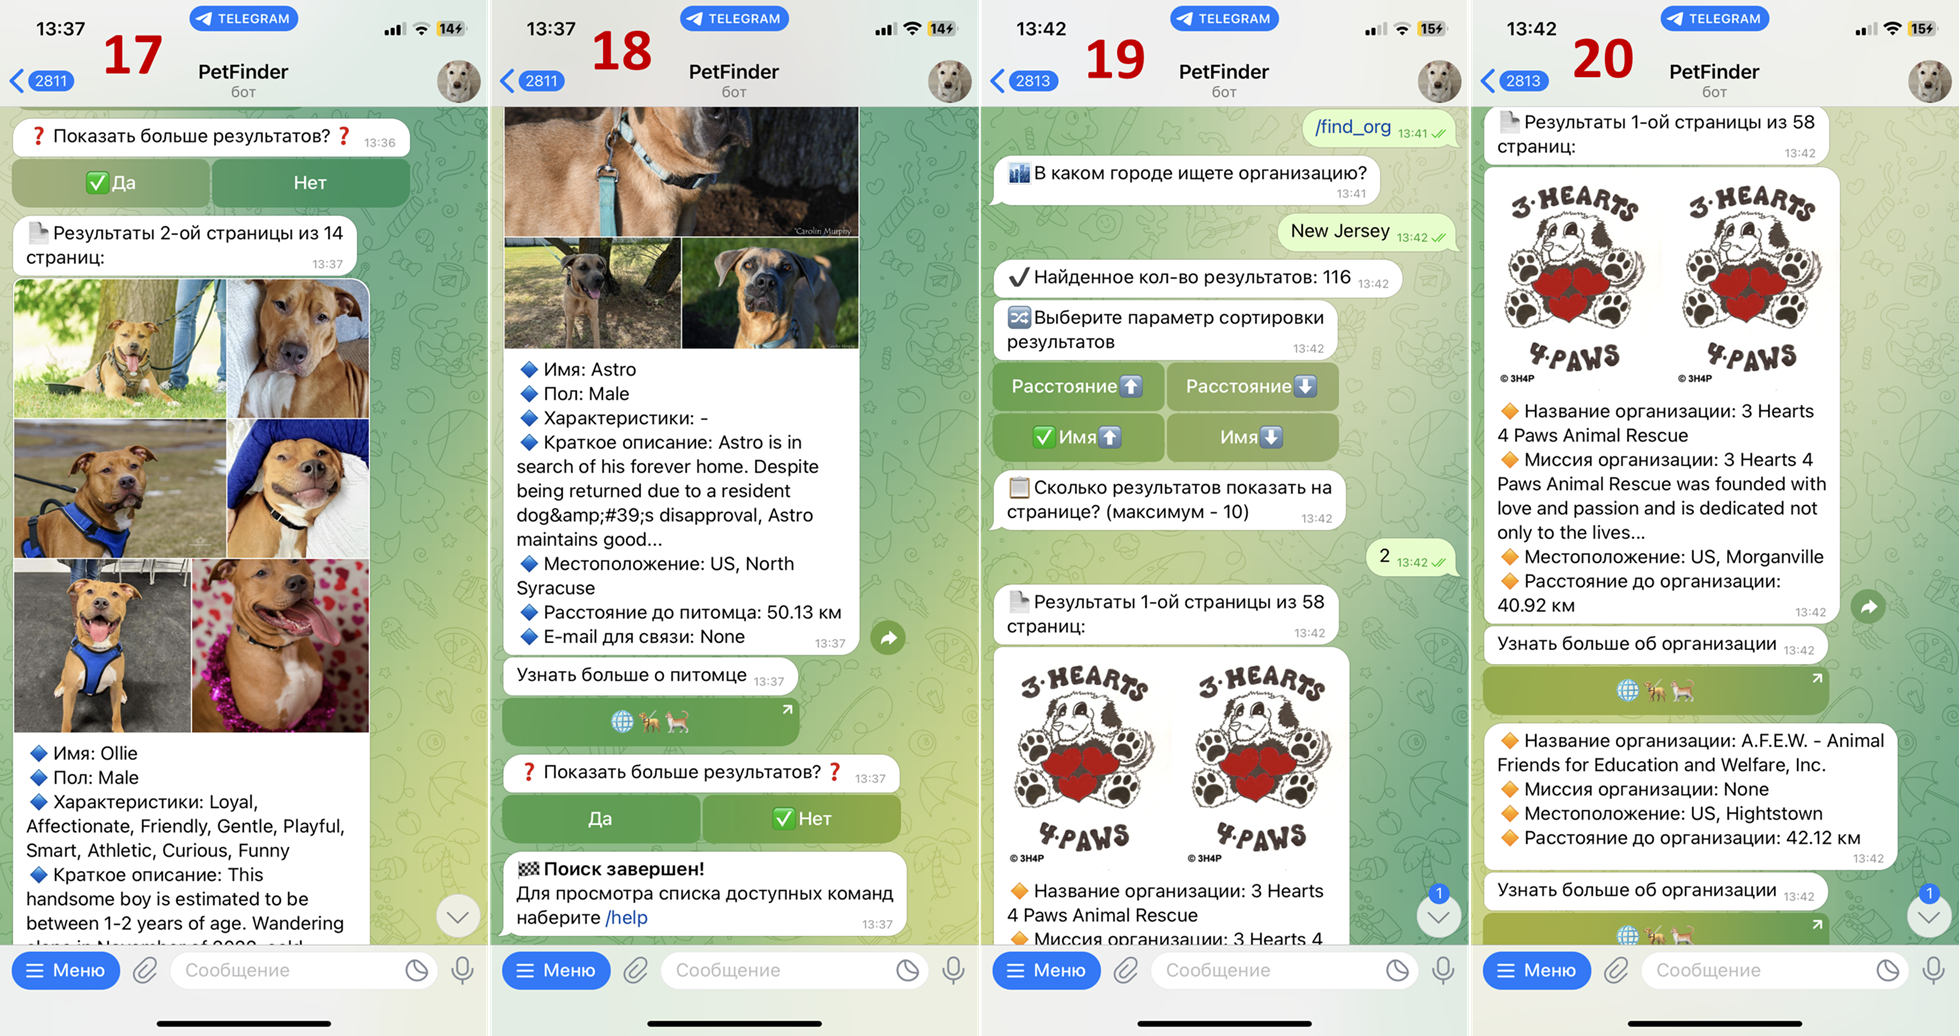 13:37
TELEGRAM
14
17
2811
PetFinder
бот
❓ Показать больше результатов? ❓ 13:36
✅ Да
Нет
Результаты 2-ой страницы из 14
страниц: 13:37
Имя: Ollie
Пол: Male
Характеристики: Loyal,
Affectionate, Friendly, Gentle, Playful,
Smart, Athletic, Curious, Funny
Краткое описание: This
handsome boy is estimated to be
between 1-2 years of age. Wandering
Меню
Сообщение
13:37
TELEGRAM
14
18
2811
PetFinder
бот
"Carolin Murphy
Имя: Astro
Пол: Male
Характеристики: -
Краткое описание: Astro is in
search of his forever home. Despite
being returned due to a resident
dog&amp;#39;s disapproval, Astro
maintains good...
Местоположение: US, North
Syracuse
Расстояние до питомца: 50.13 км
E-mail для связи: None 13:37
Узнать больше о питомце 13:37
❓ Показать больше результатов? ❓ 13:37
Да
✅ Нет
Поиск завершен!
Для просмотра списка доступных команд
наберите /help 13:37
Меню
Сообщение
13:42
TELEGRAM
15
19
2813
PetFinder
бот
/find_org 13:41
В каком городе ищете организацию?
13:41
New Jersey 13:42
✔ Найденное кол-во результатов: 116 13:42
Выберите параметр сортировки
результатов 13:42
Расстояние⬆
Расстояние⬇
✅ Имя⬆
Имя⬇
Сколько результатов показать на
странице? (максимум - 10) 13:42
2 13:42
Результаты 1-ой страницы из 58
страниц: 13:42
3·HEARTS
4·PAWS
© 3H4P
3·HEARTS
4·PAWS
© 3H4P
Название организации: 3 Hearts
4 Paws Animal Rescue
Миссия организации: 3 Hearts 4
1
Меню
Сообщение
13:42
TELEGRAM
15
20
2813
PetFinder
бот
Результаты 1-ой страницы из 58
страниц: 13:42
3·HEARTS
4·PAWS
© 3H4P
3·HEARTS
4·PAWS
© 3H4P
Название организации: 3 Hearts
4 Paws Animal Rescue
Миссия организации: 3 Hearts 4
Paws Animal Rescue was founded with
love and passion and is dedicated not
only to the lives...
Местоположение: US, Morganville
Расстояние до организации:
40.92 км 13:42
Узнать больше об организации 13:42
Название организации: A.F.E.W. - Animal
Friends for Education and Welfare, Inc.
Миссия организации: None
Местоположение: US, Hightstown
Расстояние до организации: 42.12 км
13:42
Узнать больше об организации 13:42
1
Меню
Сообщение